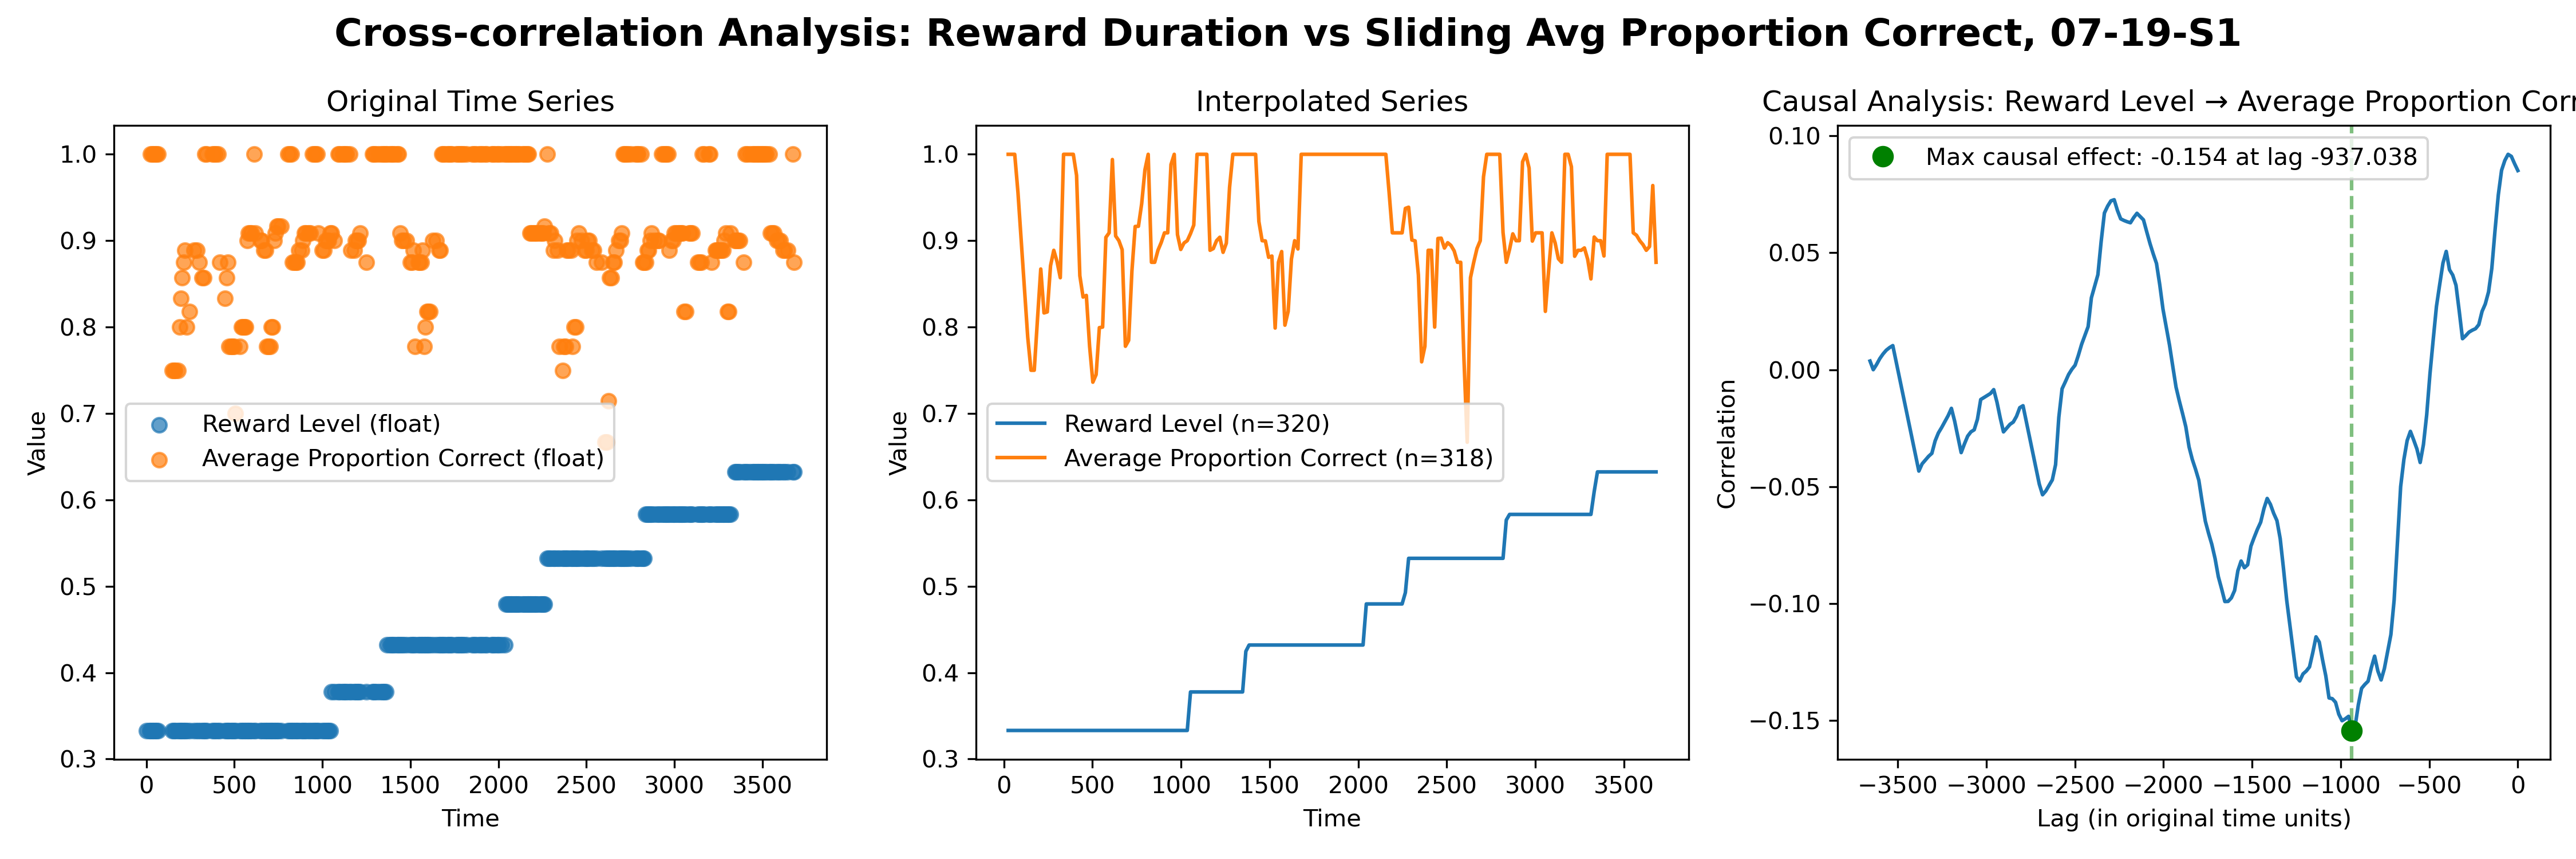 Cross-correlation Analysis: Reward Duration vs Sliding Avg Proportion Correct, 07-19-S1
Original Time Series
Value
1.0
0.9
0.8
0.7
0.6
0.5
0.4
0.3
Reward Level (float)
Average Proportion Correct (float)
0 500 1000 1500 2000 2500 3000 3500
Time
Interpolated Series
Value
1.0
0.9
0.8
0.7
0.6
0.5
0.4
0.3
Reward Level (n=320)
Average Proportion Correct (n=318)
0 500 1000 1500 2000 2500 3000 3500
Time
Causal Analysis: Reward Level → Average Proportion Corr
Correlation
0.10
0.05
0.00
−0.05
−0.10
−0.15
Max causal effect: -0.154 at lag -937.038
−3500 −3000 −2500 −2000 −1500 −1000 −500 0
Lag (in original time units)